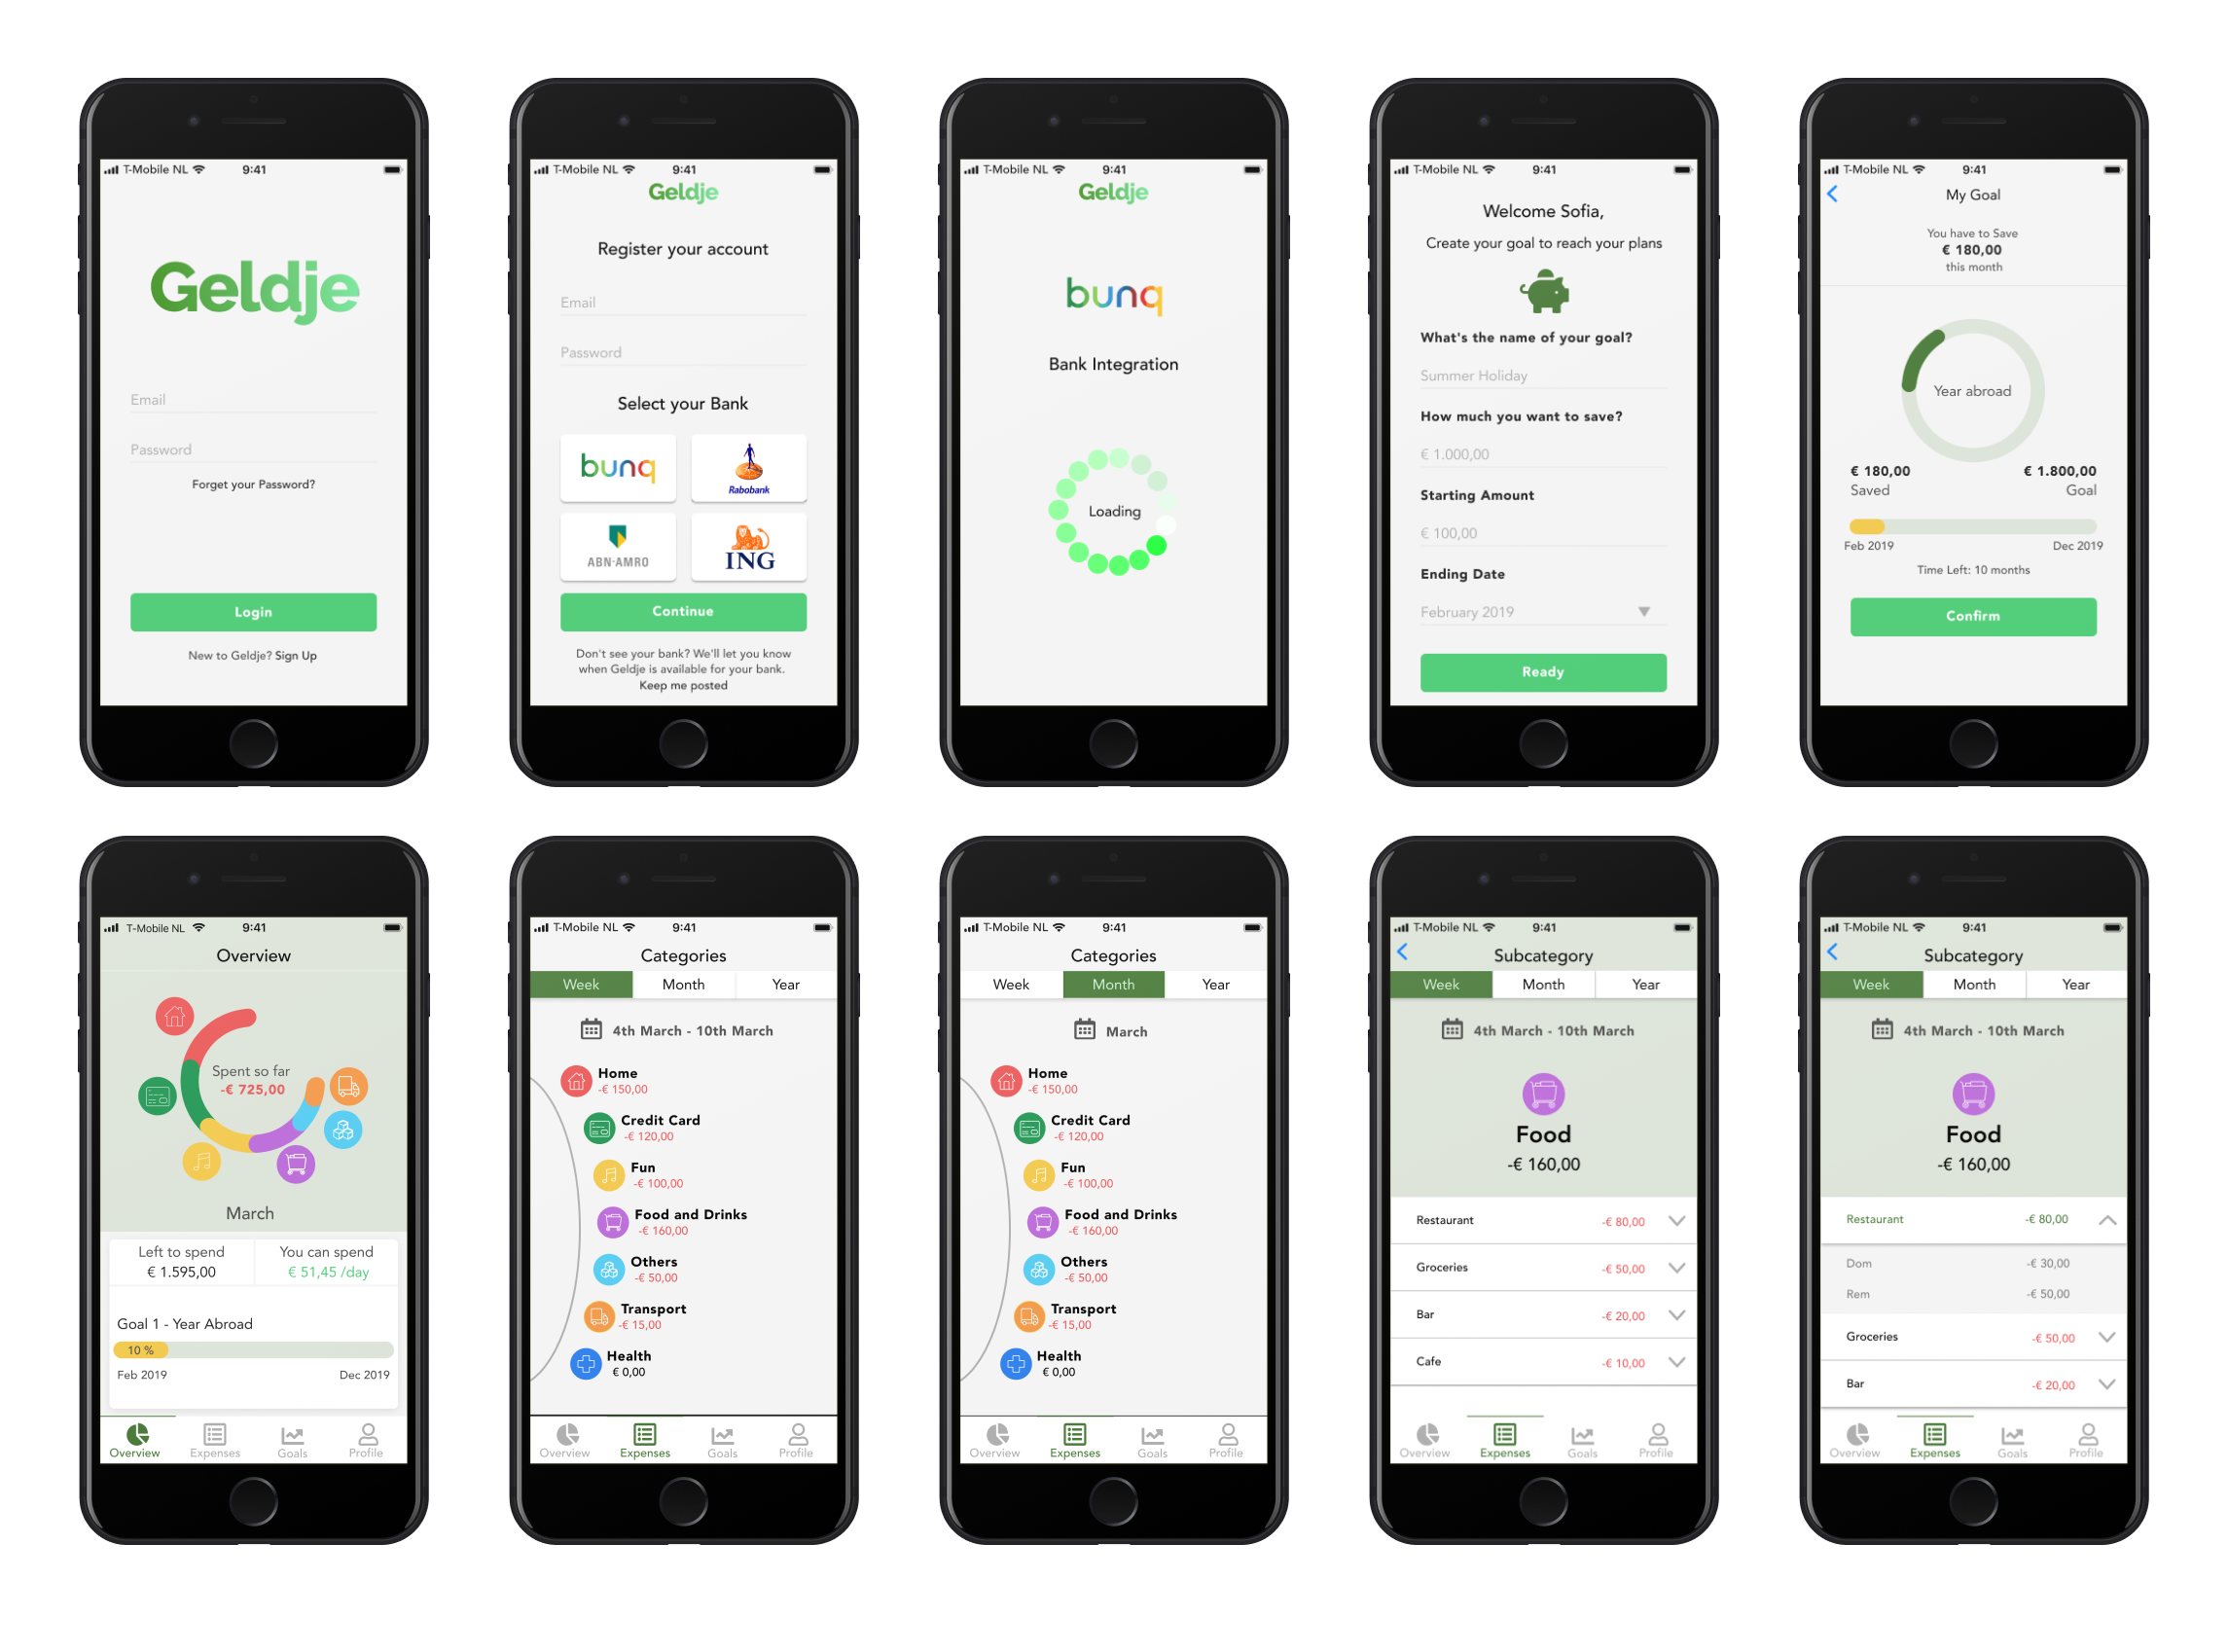 T-Mobile NL 9:41
Geldje
Email
Password
Forget your Password?
Login
New to Geldje? Sign Up
T-Mobile NL 9:41
Geldje
Register your account
Email
Password
Select your Bank
bunq
Rabobank
ABN·AMRO
ING
Continue
Don't see your bank? We'll let you know
when Geldje is available for your bank.
Keep me posted
T-Mobile NL 9:41
Geldje
bunq
Bank Integration
Loading
T-Mobile NL 9:41
Welcome Sofia,
Create your goal to reach your plans
What's the name of your goal?
Summer Holiday
How much you want to save?
€ 1.000,00
Starting Amount
€ 100,00
Ending Date
February 2019
Ready
T-Mobile NL 9:41
My Goal
You have to Save
€ 180,00
this month
Year abroad
€ 180,00 € 1.800,00
Saved Goal
Feb 2019 Dec 2019
Time Left: 10 months
Confirm
T-Mobile NL 9:41
Overview
Spent so far
-€ 725,00
March
Left to spend You can spend
€ 1.595,00 € 51,45 /day
Goal 1 - Year Abroad
10 %
Feb 2019 Dec 2019
Overview Expenses Goals Profile
T-Mobile NL 9:41
Categories
Week Month Year
4th March - 10th March
Home
-€ 150,00
Credit Card
-€ 120,00
Fun
-€ 100,00
Food and Drinks
-€ 160,00
Others
-€ 50,00
Transport
-€ 15,00
Health
€ 0,00
Overview Expenses Goals Profile
T-Mobile NL 9:41
Categories
Week Month Year
March
Home
-€ 150,00
Credit Card
-€ 120,00
Fun
-€ 100,00
Food and Drinks
-€ 160,00
Others
-€ 50,00
Transport
-€ 15,00
Health
€ 0,00
Overview Expenses Goals Profile
T-Mobile NL 9:41
Subcategory
Week Month Year
4th March - 10th March
Food
-€ 160,00
Restaurant -€ 80,00
Groceries -€ 50,00
Bar -€ 20,00
Cafe -€ 10,00
Overview Expenses Goals Profile
T-Mobile NL 9:41
Subcategory
Week Month Year
4th March - 10th March
Food
-€ 160,00
Restaurant -€ 80,00
Dom -€ 30,00
Rem -€ 50,00
Groceries -€ 50,00
Bar -€ 20,00
Overview Expenses Goals Profile